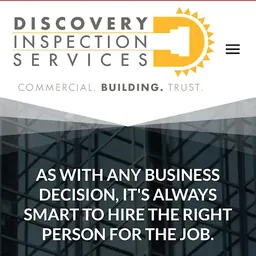 DISCOVERY
INSPECTION
SERVICES
COMMERCIAL. BUILDING. TRUST.
AS WITH ANY BUSINESS
DECISION, IT'S ALWAYS
SMART TO HIRE THE RIGHT
PERSON FOR THE JOB.